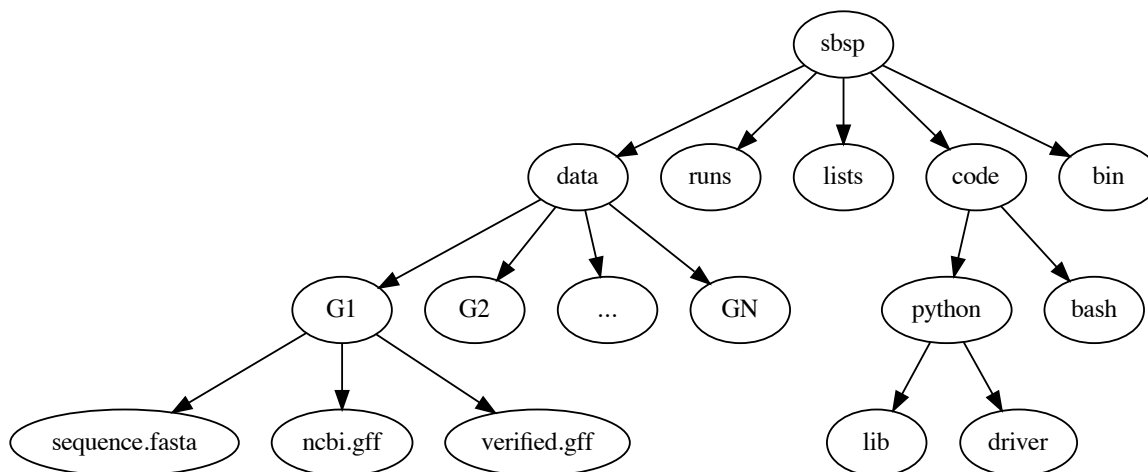 sbsp
data
runs
lists
code
bin
G1
G2
...
GN
python
bash
sequence.fasta
ncbi.gff
verified.gff
lib
driver